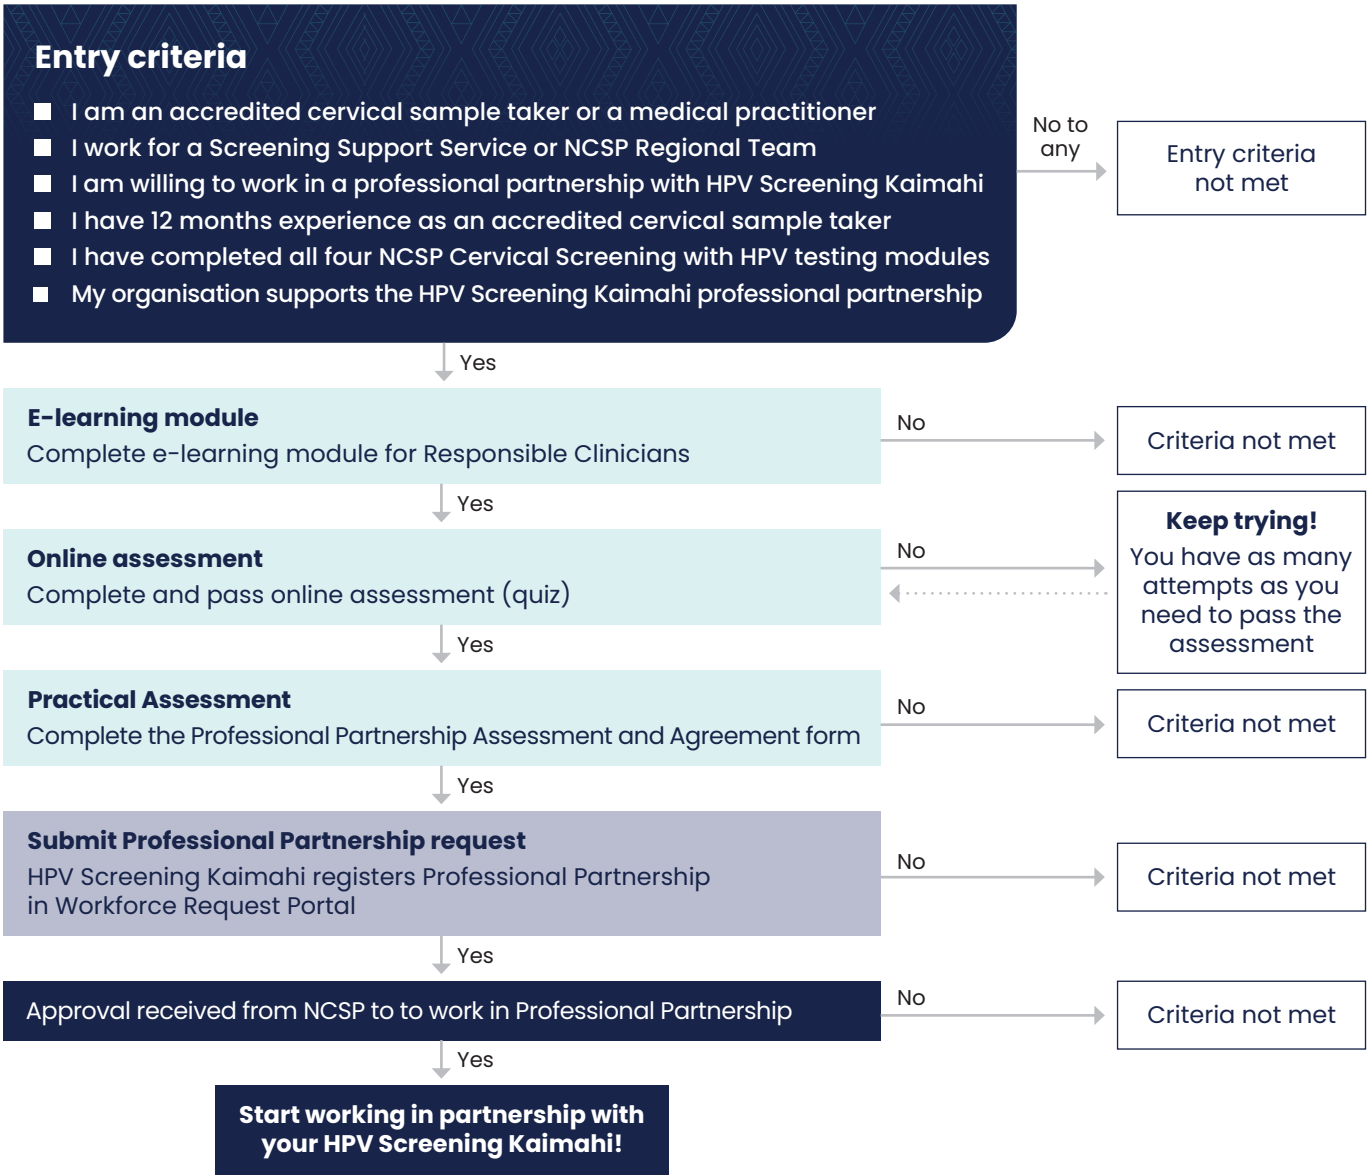 Entry criteria
I am an accredited cervical sample taker or a medical practitioner
I work for a Screening Support Service or NCSP Regional Team
I am willing to work in a professional partnership with HPV Screening Kaimahi
I have 12 months experience as an accredited cervical sample taker
I have completed all four NCSP Cervical Screening with HPV testing modules
My organisation supports the HPV Screening Kaimahi professional partnership
No to
any
Entry criteria
not met
Yes
E-learning module
Complete e-learning module for Responsible Clinicians
No
Criteria not met
Yes
Online assessment
Complete and pass online assessment (quiz)
No
Keep trying!
You have as many
attempts as you
need to pass the
assessment
Yes
Practical Assessment
Complete the Professional Partnership Assessment and Agreement form
No
Criteria not met
Yes
Submit Professional Partnership request
HPV Screening Kaimahi registers Professional Partnership
in Workforce Request Portal
No
Criteria not met
Yes
Approval received from NCSP to to work in Professional Partnership
No
Criteria not met
Yes
Start working in partnership with
your HPV Screening Kaimahi!